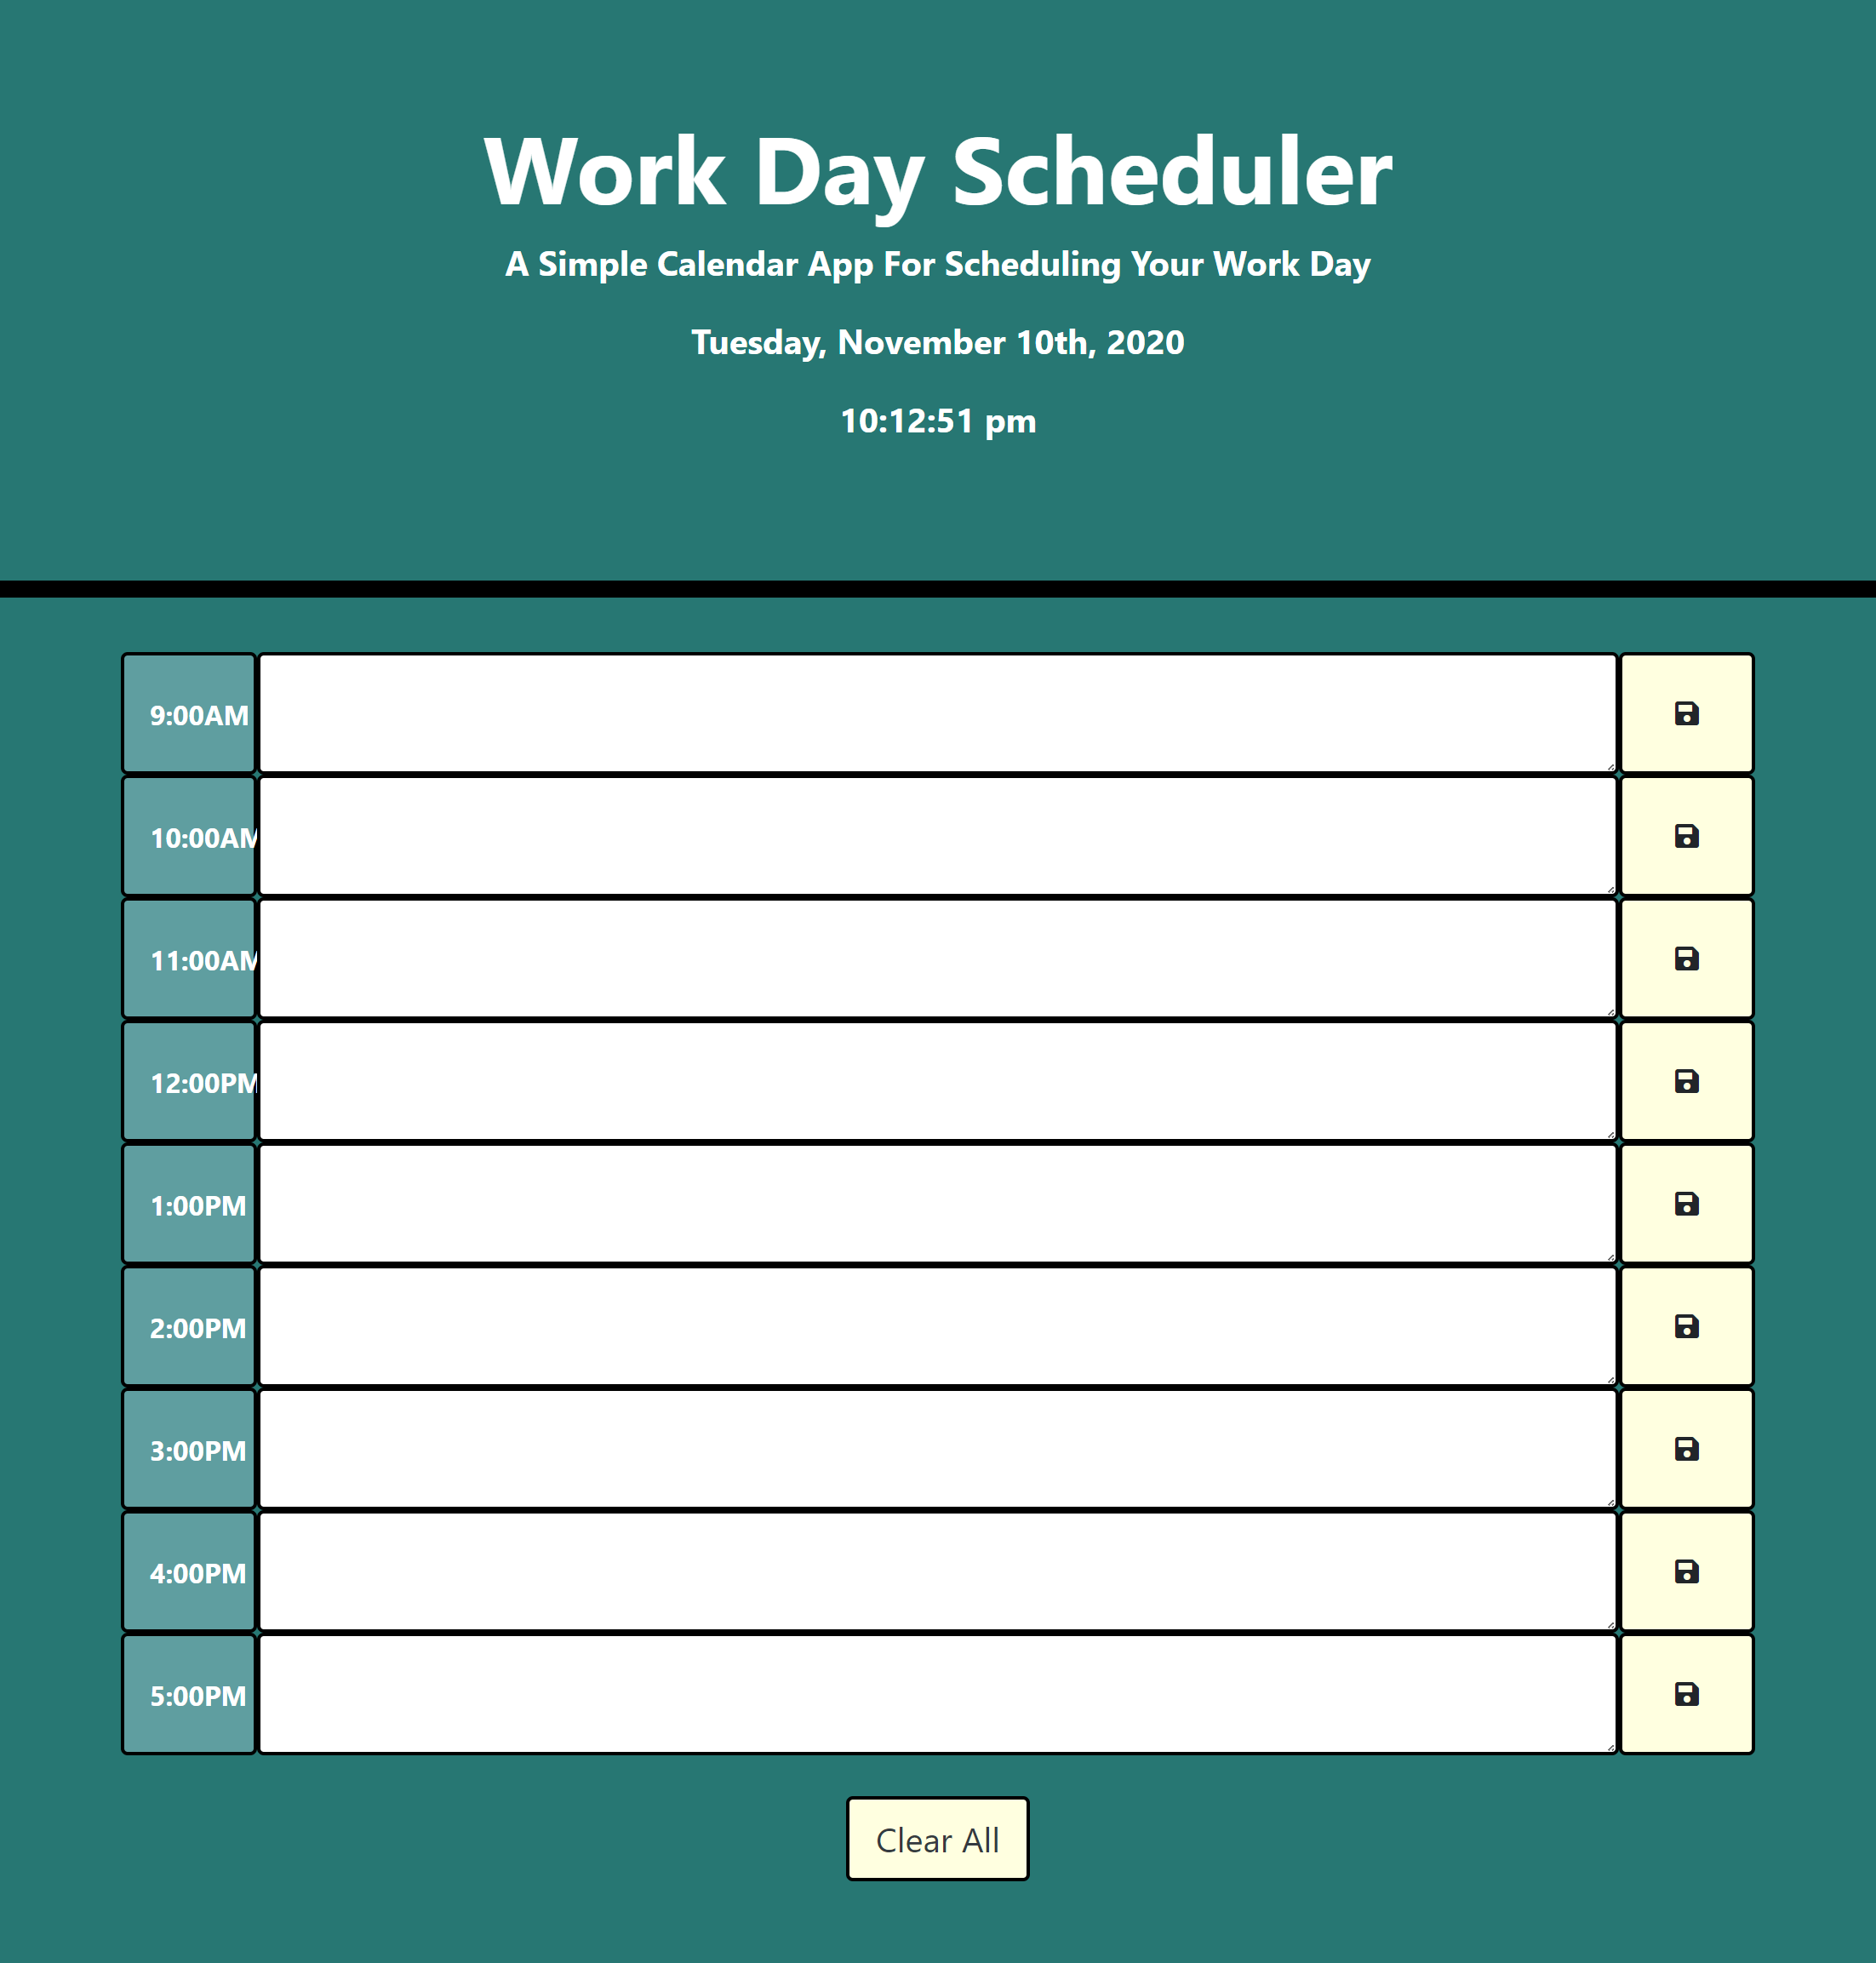 Work Day Scheduler
A Simple Calendar App For Scheduling Your Work Day
Tuesday, November 10th, 2020
10:12:51 pm
9:00AM
10:00AM
11:00AM
12:00PM
1:00PM
2:00PM
3:00PM
4:00PM
5:00PM
Clear All